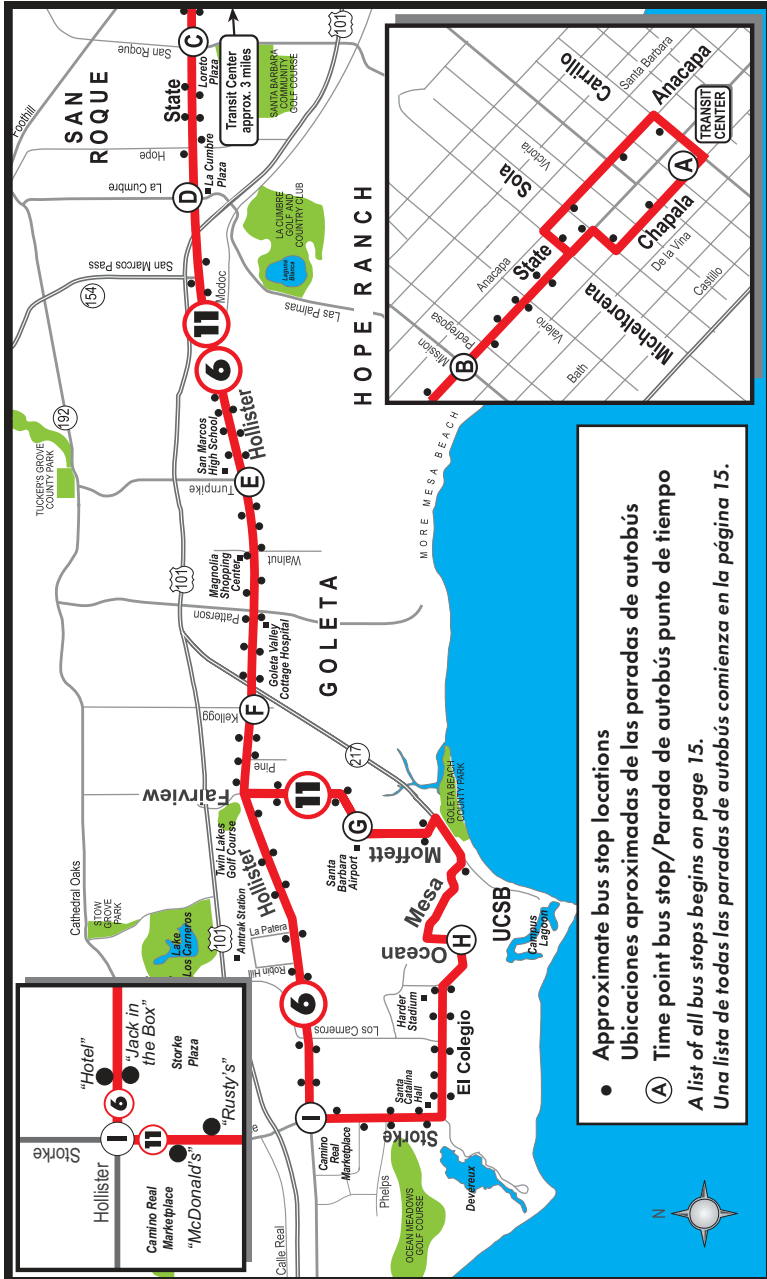 Storke
Hollister
I
6
11
"Hotel"
"Jack in
the Box"
Storke
Plaza
"Rusty's"
Camino Real
Marketplace
"McDonald's"
Cathedral Oaks
STOW
GROVE
PARK
Lake
Los Carneros
101
Amtrak Station
La Patera
Robin Hill
Los Carneros
Twin Lakes
Golf Course
Fairview
Hollister
6
I
Calle Real
Camino
Real
Marketplace
Storke
Phelps
OCEAN MEADOWS
GOLF COURSE
Devereux
Santa
Catalina
Hall
El Colegio
Harder
Stadium
Ocean
H
Mesa
UCSB
Campus
Lagoon
Moffett
Santa
Barbara
Airport
G
11
GOLETA BEACH
COUNTY PARK
217
Pine
Kellogg
F
GOLETA
Goleta Valley
Cottage Hospital
Patterson
Magnolia
Shopping
Center
Walnut
101
TUCKER'S GROVE
COUNTY PARK
192
Turnpike
E
San Marcos
High School
Hollister
6
11
MORE MESA BEACH
HOPE RANCH
154
San Marcos Pass
Modoc
Las Palmas
Laguna
Blanca
LA CUMBRE
GOLF AND
COUNTRY CLUB
La Cumbre
D
La Cumbre
Plaza
Hope
Foothill
SAN
ROQUE
State
San Roque
C
Loreto
Plaza
Transit Center
approx. 3 miles
SANTA BARBARA
COMMUNITY
GOLF COURSE
101
101
Mission
B
Pedregosa
Anacapa
State
Valerio
Bath
Micheltorena
Sola
Victoria
Carrillo
Santa Barbara
Anacapa
A
TRANSIT
CENTER
Chapala
De la Vina
Castillo
N
Approximate bus stop locations
Ubicaciones aproximadas de las paradas de autobús
A Time point bus stop/Parada de autobús punto de tiempo
A list of all bus stops begins on page 15.
Una lista de todas las paradas de autobús comienza en la página 15.